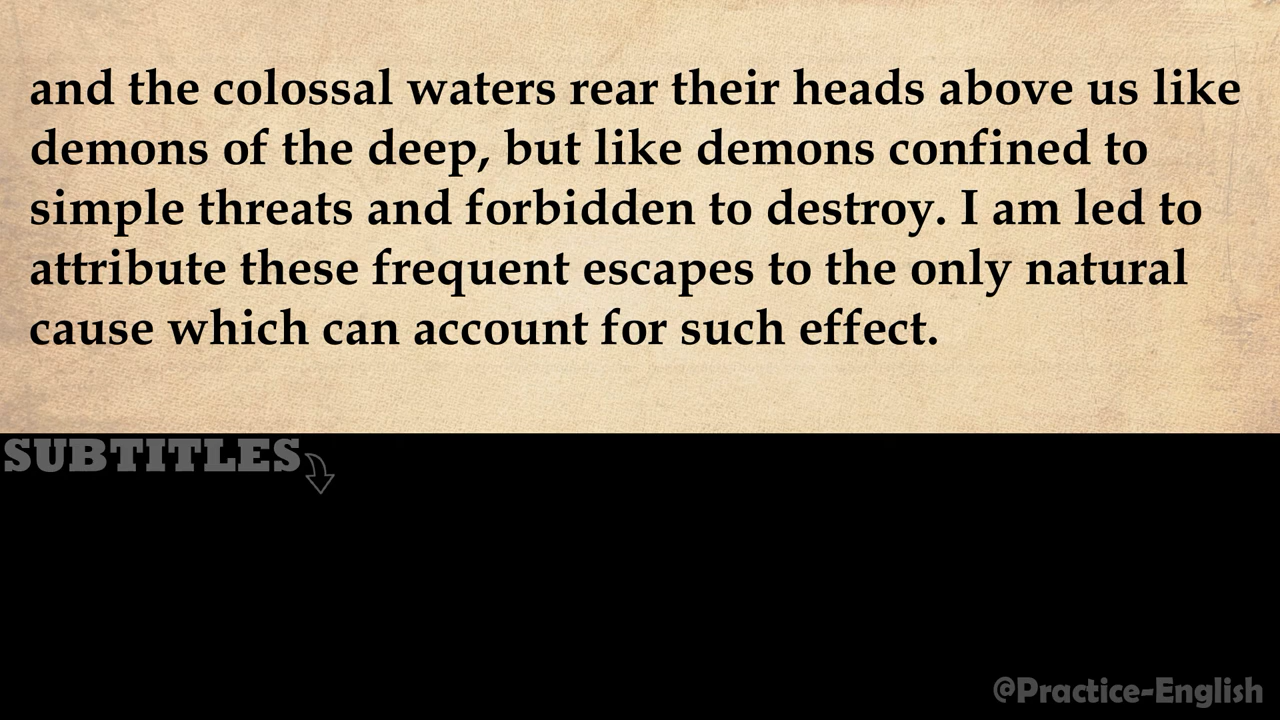 and the colossal waters rear their heads above us like
demons of the deep, but like demons confined to
simple threats and forbidden to destroy. I am led to
attribute these frequent escapes to the only natural
cause which can account for such effect.
SUBTITLES
@Practice-English